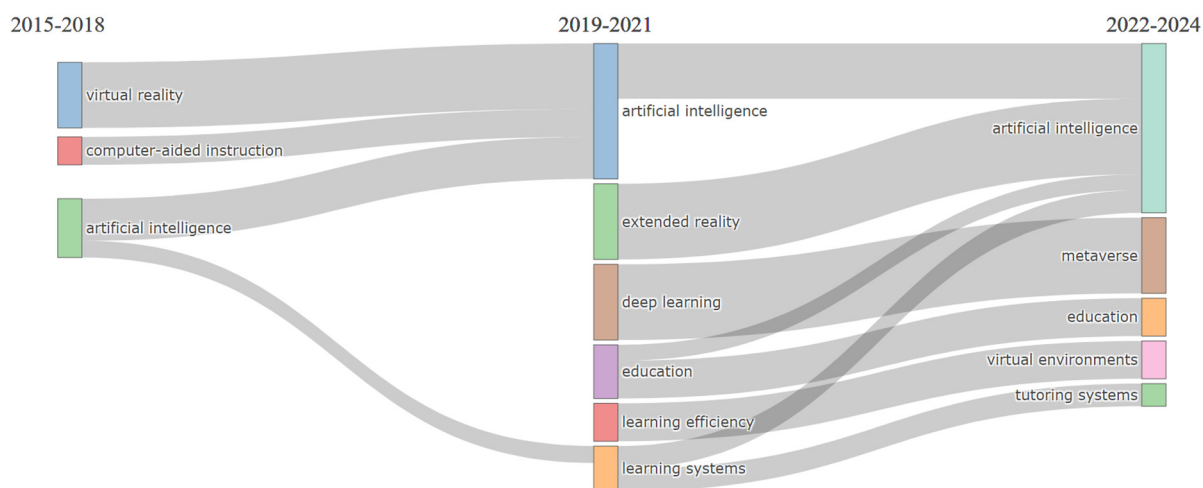 2015-2018
2019-2021
2022-2024
virtual reality
computer-aided instruction
artificial intelligence
artificial intelligence
extended reality
deep learning
education
learning efficiency
learning systems
artificial intelligence
metaverse
education
virtual environments
tutoring systems